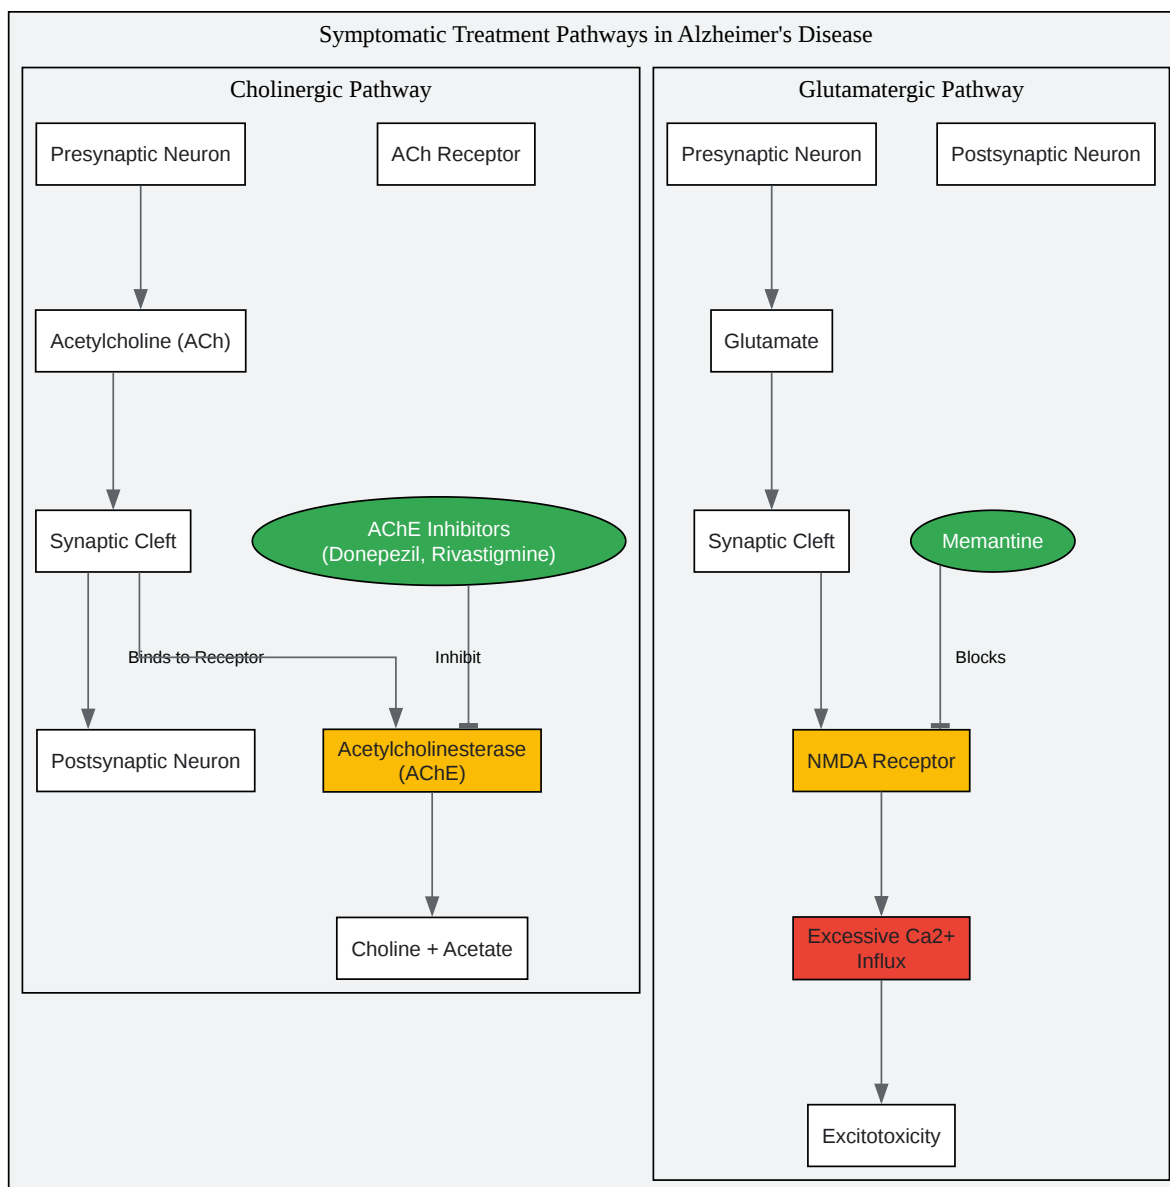 Symptomatic Treatment Pathways in Alzheimer's Disease
Cholinergic Pathway
Presynaptic Neuron
ACh Receptor
Acetylcholine (ACh)
Synaptic Cleft
AChE Inhibitors
(Donepezil, Rivastigmine)
Binds to Receptor
Inhibit
Postsynaptic Neuron
Acetylcholinesterase
(AChE)
Choline + Acetate
Glutamatergic Pathway
Presynaptic Neuron
Postsynaptic Neuron
Glutamate
Synaptic Cleft
Memantine
Blocks
NMDA Receptor
Excessive Ca2+
Influx
Excitotoxicity